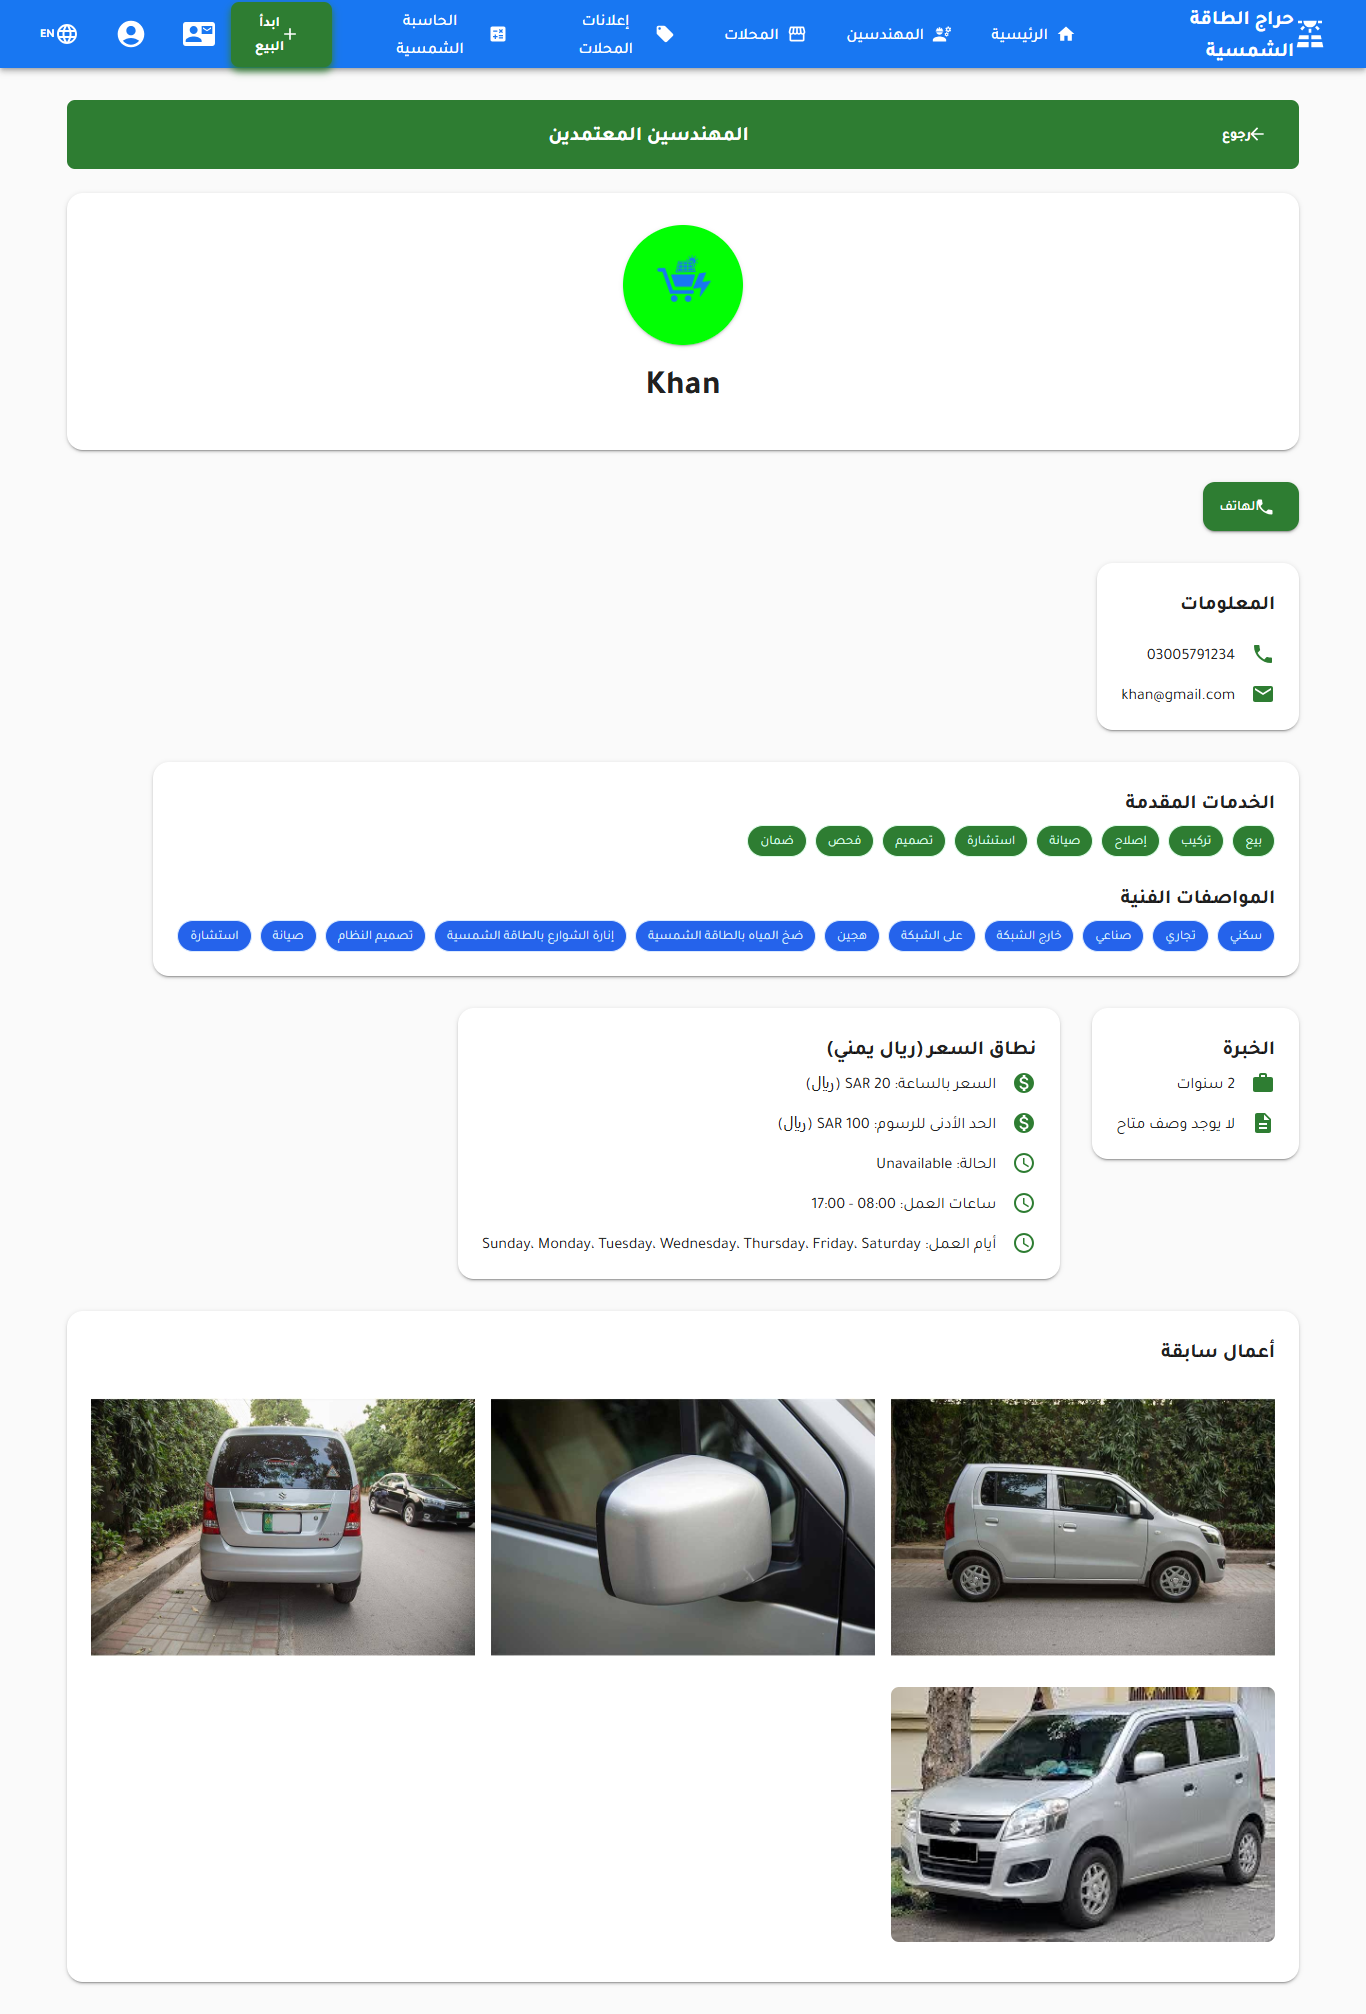 حراج الطاقة
الشمسية
الرئيسية
المهندسين
المحلات
إعلانات
المحلات
الحاسبة
الشمسية
ابدأ
البيع
EN
رجوع
المهندسين المعتمدين
Khan
الهاتف
المعلومات
03005791234
khan@gmail.com
الخدمات المقدمة
بيع تركيب إصلاح صيانة استشارة تصميم فحص ضمان
المواصفات الفنية
سكني تجاري صناعي خارج الشبكة على الشبكة هجين ضخ المياه بالطاقة الشمسية إنارة الشوارع بالطاقة الشمسية تصميم النظام صيانة استشارة
الخبرة
2 سنوات
لا يوجد وصف متاح
نطاق السعر (ريال يمني)
السعر بالساعة: 20 SAR (ريال)
الحد الأدنى للرسوم: 100 SAR (ريال)
الحالة: Unavailable
ساعات العمل: 08:00 - 17:00
أيام العمل: Sunday، Monday، Tuesday، Wednesday، Thursday، Friday، Saturday
أعمال سابقة